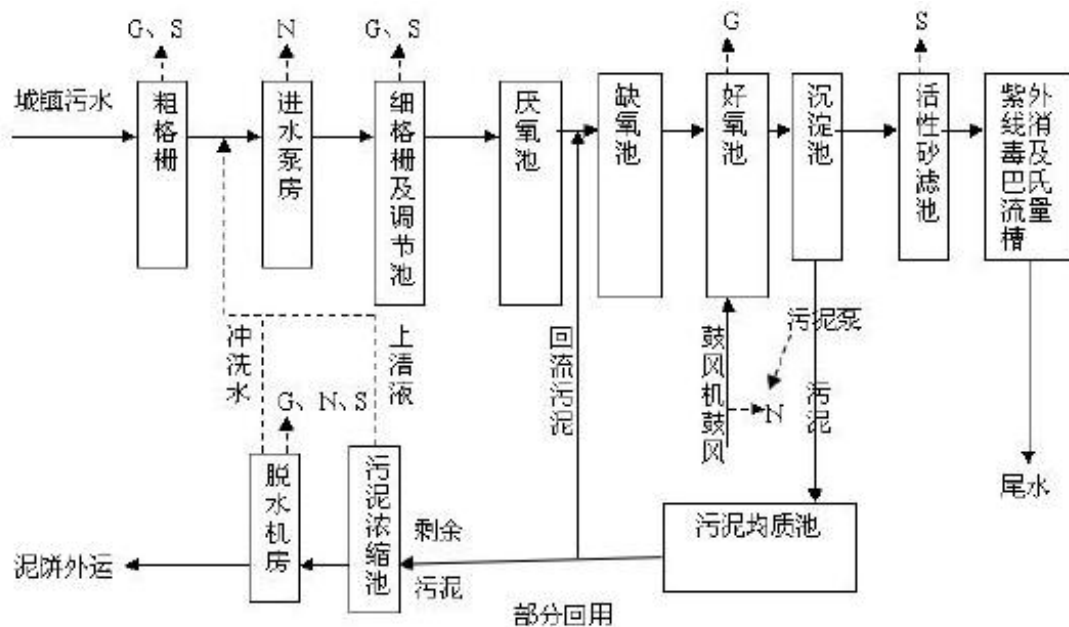 G、S
N
G、S
G
S
城镇污水
粗格栅
进水泵房
细格栅及调节池
厌氧池
缺氧池
好氧池
沉淀池
活性砂滤池
紫外线消毒及巴氏流量槽
冲洗水
上清液
回流污泥
鼓风机鼓风
污泥泵
N
污泥
尾水
G、N、S
脱水机房
污泥浓缩池
剩余
污泥
污泥均质池
泥饼外运
部分回用